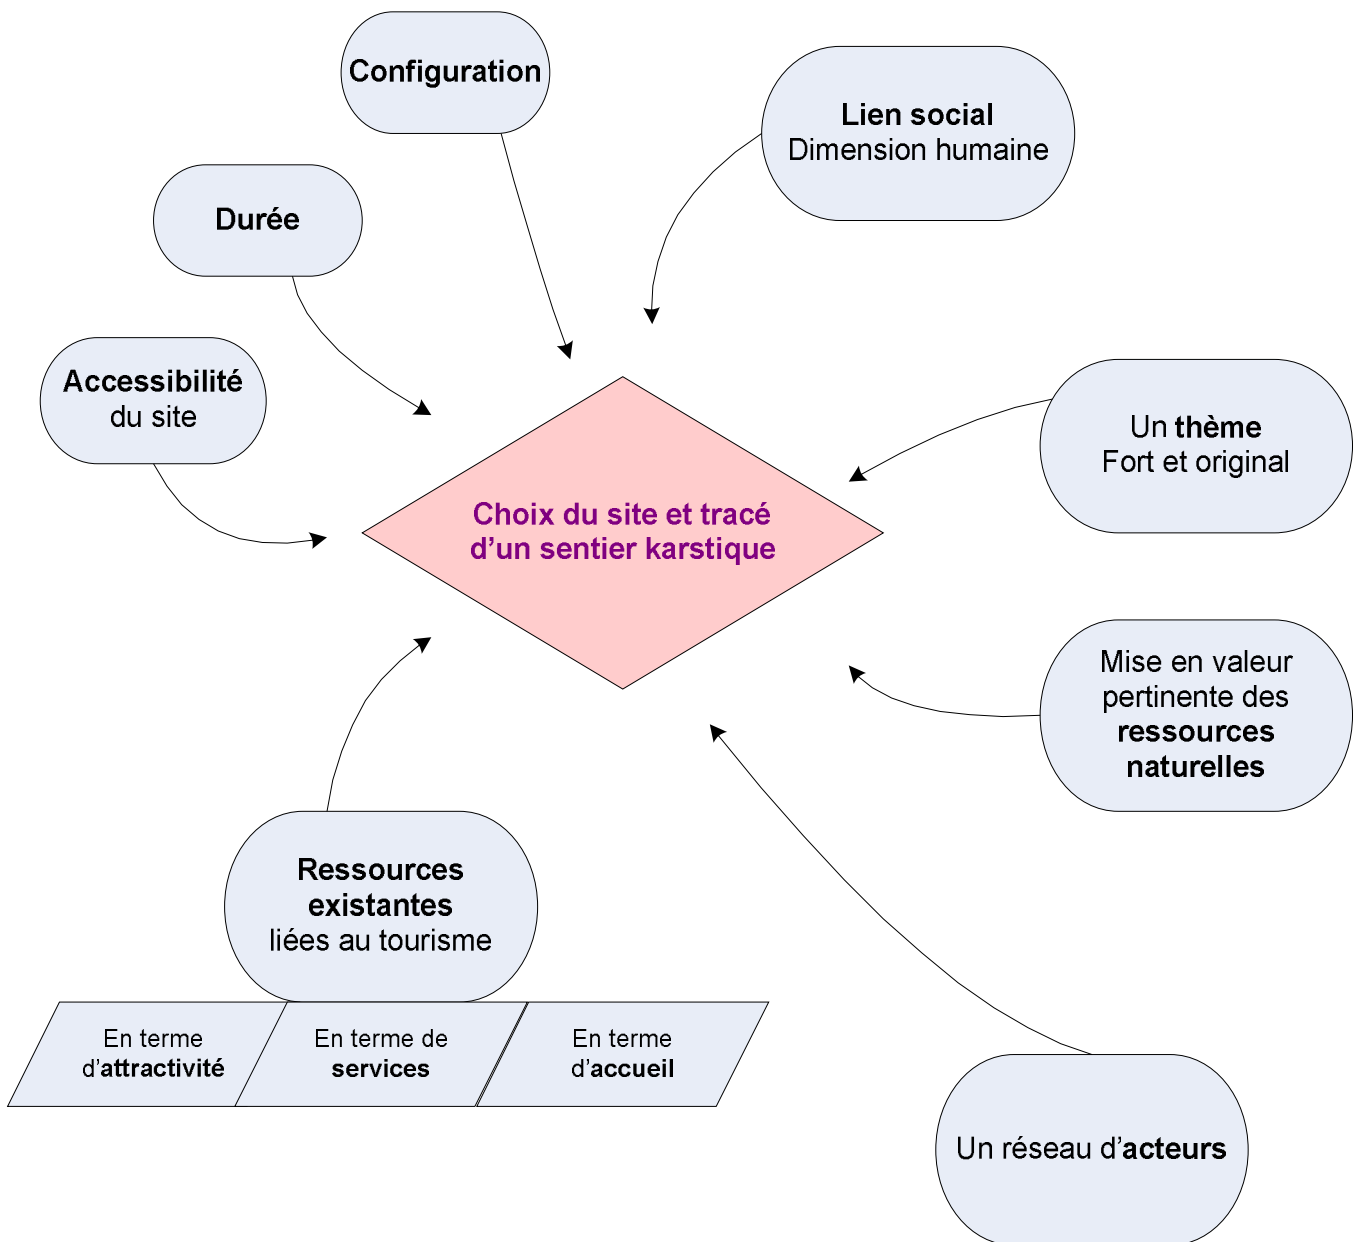 Configuration
Lien social
Dimension humaine
Durée
Accessibilité
du site
Un thème
Fort et original
Choix du site et tracé
d’un sentier karstique
Mise en valeur
pertinente des
ressources
naturelles
Ressources
existantes
liées au tourisme
En terme
d’attractivité
En terme de
services
En terme
d’accueil
Un réseau d’acteurs